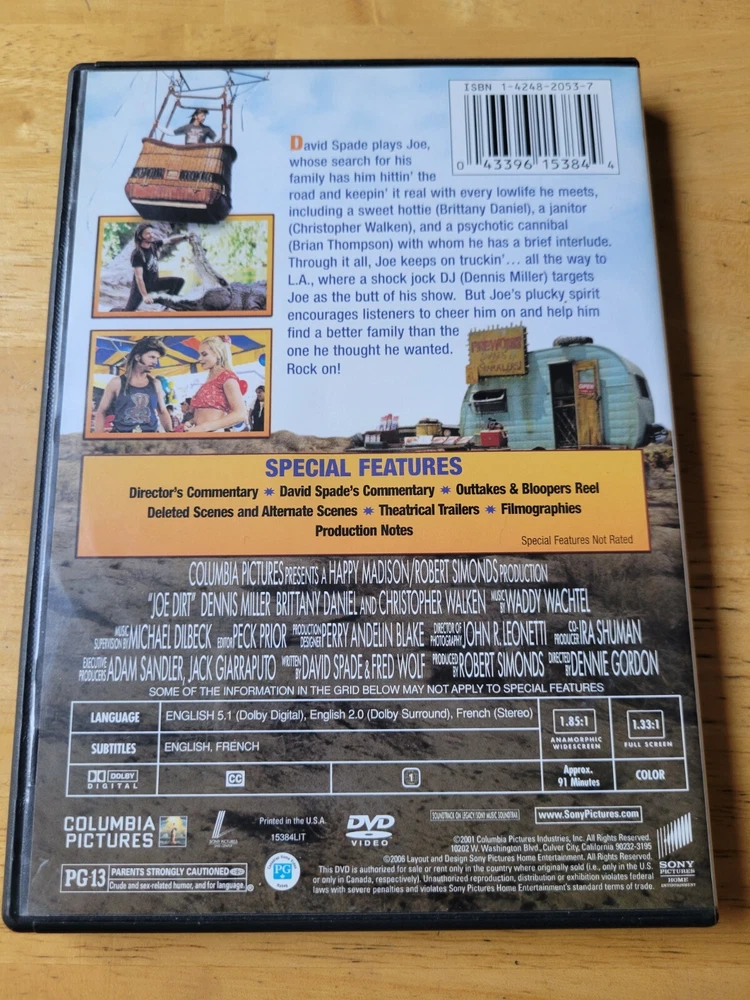 ISBN 1-4248-2053-7
0 43396 15384 4
David Spade plays Joe,
whose search for his
family has him hittin' the
road and keepin' it real with every lowlife he meets,
including a sweet hottie (Brittany Daniel), a janitor
(Christopher Walken), and a psychotic cannibal
(Brian Thompson) with whom he has a brief interlude.
Through it all, Joe keeps on truckin'... all the way to
L.A., where a shock jock DJ (Dennis Miller) targets
Joe as the butt of his show. But Joe's plucky spirit
encourages listeners to cheer him on and help him
find a better family than the
one he thought he wanted.
Rock on!
SPECIAL FEATURES
Director's Commentary ✷ David Spade's Commentary ✷ Outtakes & Bloopers Reel
Deleted Scenes and Alternate Scenes ✷ Theatrical Trailers ✷ Filmographies
Production Notes
Special Features Not Rated
COLUMBIA PICTURES PRESENTS A HAPPY MADISON/ROBERT SIMONDS PRODUCTION
"JOE DIRT" DENNIS MILLER BRITTANY DANIEL AND CHRISTOPHER WALKEN MUSIC BY WADDY WACHTEL
MUSIC SUPERVISION BY MICHAEL DILBECK EDITOR PECK PRIOR PRODUCTION DESIGNER PERRY ANDELIN BLAKE DIRECTOR OF PHOTOGRAPHY JOHN R. LEONETTI CO-PRODUCER IRA SHUMAN
EXECUTIVE PRODUCERS ADAM SANDLER, JACK GIARRAPUTO WRITTEN BY DAVID SPADE & FRED WOLF PRODUCED BY ROBERT SIMONDS DIRECTED BY DENNIE GORDON
SOME OF THE INFORMATION IN THE GRID BELOW MAY NOT APPLY TO SPECIAL FEATURES
LANGUAGE ENGLISH 5.1 (Dolby Digital), English 2.0 (Dolby Surround), French (Stereo)
1.85:1
ANAMORPHIC
WIDESCREEN
1.33:1
FULL SCREEN
SUBTITLES ENGLISH, FRENCH
DOLBY
DIGITAL
CC
1
Approx.
91 Minutes
COLOR
COLUMBIA
PICTURES
Printed in the U.S.A.
15384LIT
DVD
VIDEO
SOUNDTRACK ON LEGACY/SONY MUSIC SOUNDTRAX
www.SonyPictures.com
©2001 Columbia Pictures Industries, Inc. All Rights Reserved.
10202 W. Washington Blvd., Culver City, California 90232-3195
©2006 Layout and Design Sony Pictures Home Entertainment. All Rights Reserved.
This DVD is authorized for sale or rent only in the country where originally sold (i.e., only in the U.S.
or only in Canada, respectively). Unauthorized reproduction, distribution or exhibition violates federal
laws with severe penalties and violates Sony Pictures Home Entertainment's standard terms of trade.
SONY
PICTURES
HOME
ENTERTAINMENT
PG-13 PARENTS STRONGLY CAUTIONED
Crude and sex-related humor, and for language.
PG